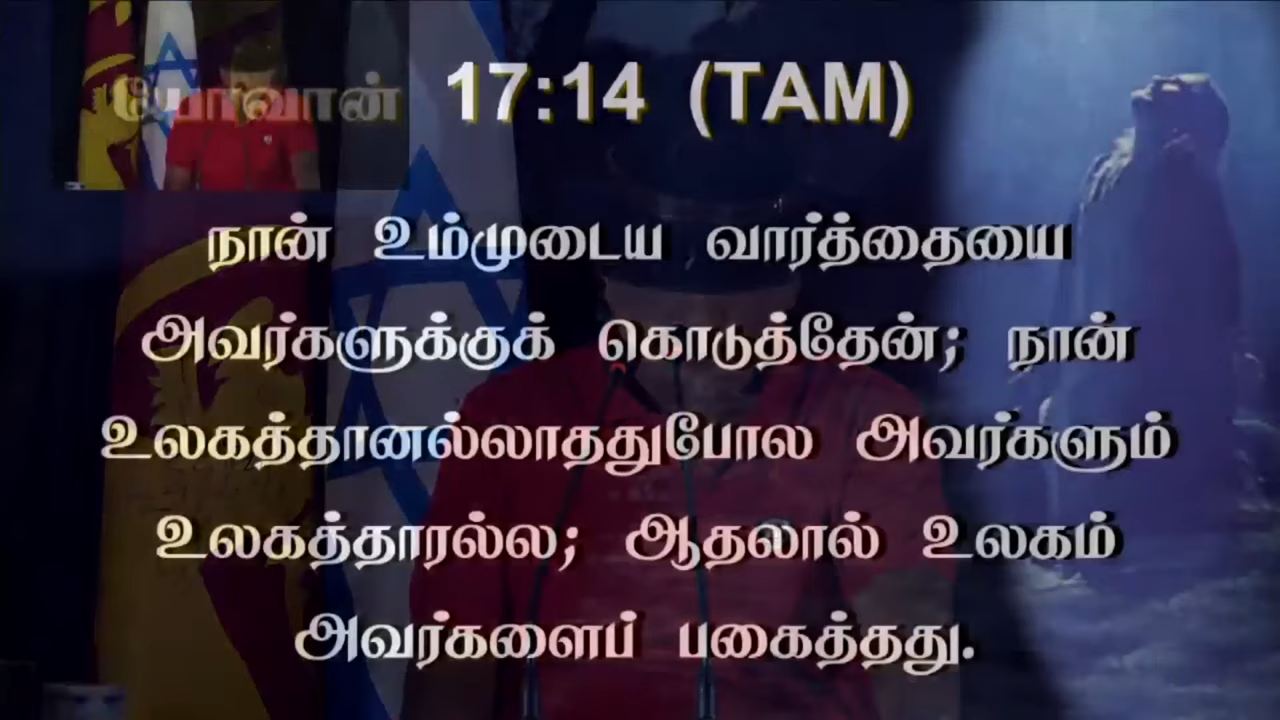 யோவான் 17:14 (TAM)
நான் உம்முடைய வார்த்தையை
அவர்களுக்குக் கொடுத்தேன்; நான்
உலகத்தானல்லாததுபோல அவர்களும்
உலகத்தாரல்ல; ஆதலால் உலகம்
அவர்களைப் பகைத்தது.